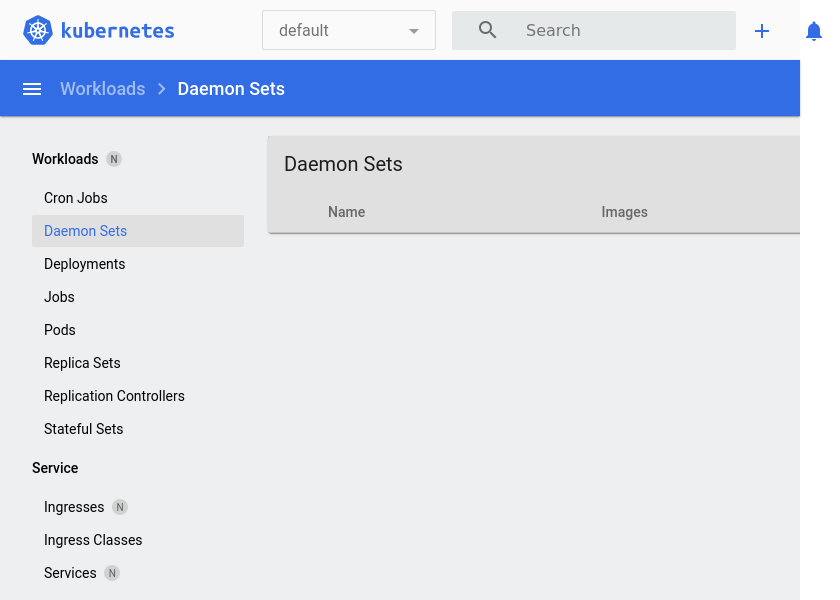 kubernetes
default
Search
Workloads
Daemon Sets
Workloads N
Cron Jobs
Daemon Sets
Deployments
Jobs
Pods
Replica Sets
Replication Controllers
Stateful Sets
Service
Ingresses N
Ingress Classes
Services N
Daemon Sets
Name
Images